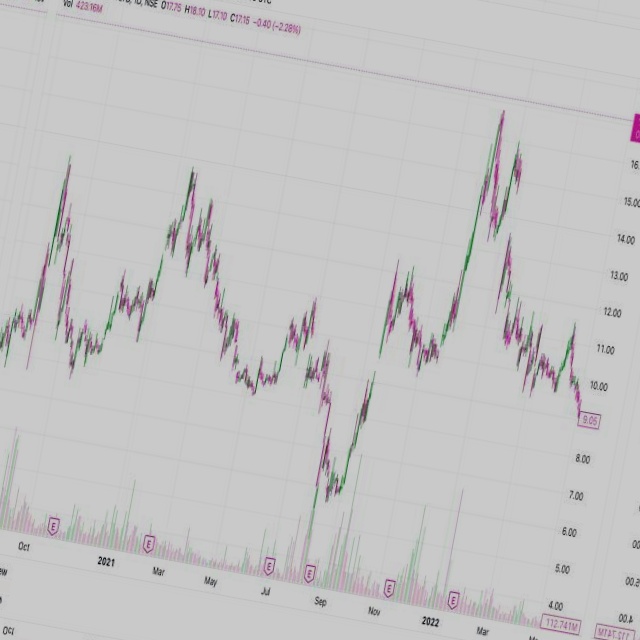 1D, NSE O17.75 H18.10 L17.10 C17.15 −0.40 (−2.28%)
Vol 423.16M
16.
15.00
14.00
13.00
12.00
11.00
10.00
9.05
8.00
7.00
6.00
5.00
4.00
112.741M
E
E
E
E
E
E
Oct
2021
Mar
May
Jul
Sep
Nov
2022
Mar